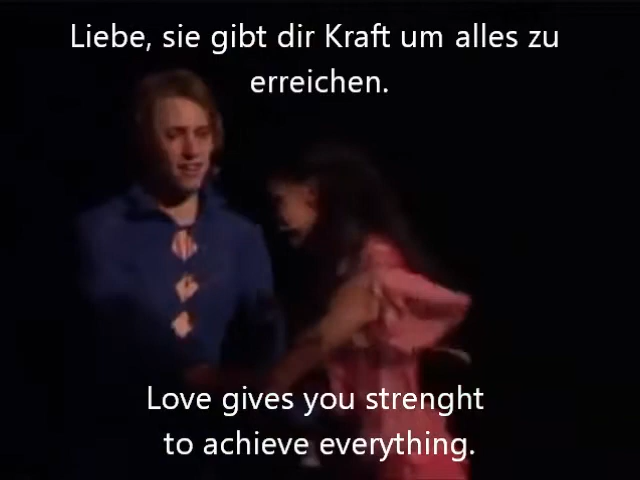 Liebe, sie gibt dir Kraft um alles zu
erreichen.
Love gives you strenght
to achieve everything.